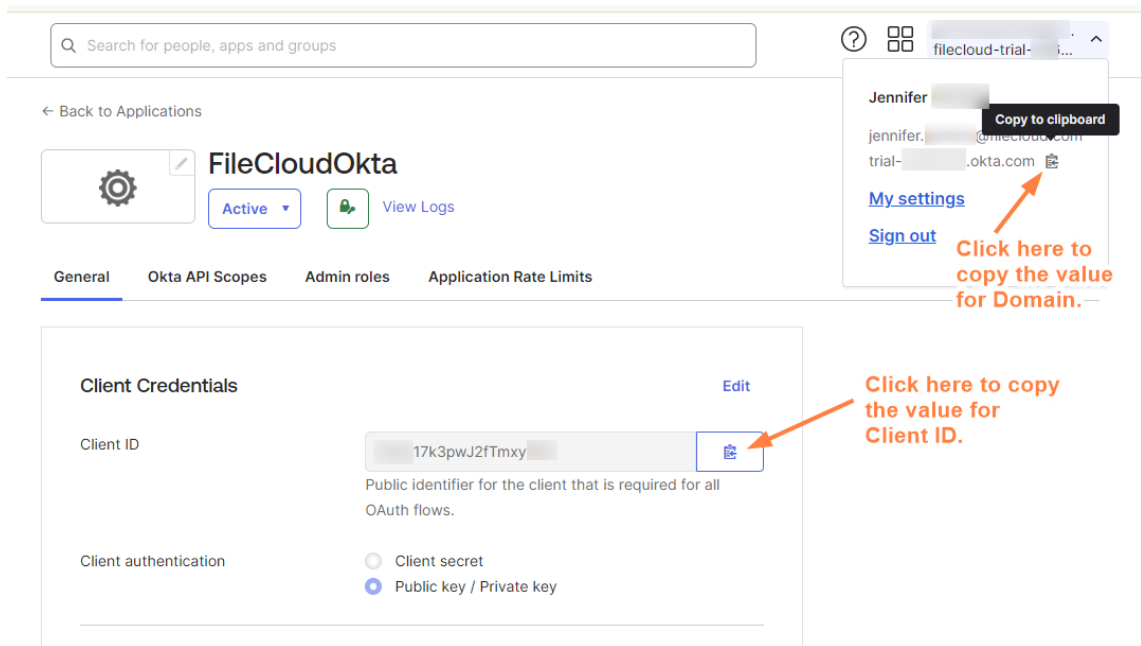 Search for people, apps and groups
filecloud-trial-
Jennifer
Copy to clipboard
jennifer. @filecloud.com
trial- .okta.com
My settings
Sign out
Click here to
copy the value
for Domain.
← Back to Applications
FileCloudOkta
Active
View Logs
General Okta API Scopes Admin roles Application Rate Limits
Client Credentials
Edit
Client ID
17k3pwJ2fTmxy
Public identifier for the client that is required for all
OAuth flows.
Click here to copy
the value for
Client ID.
Client authentication
Client secret
Public key / Private key